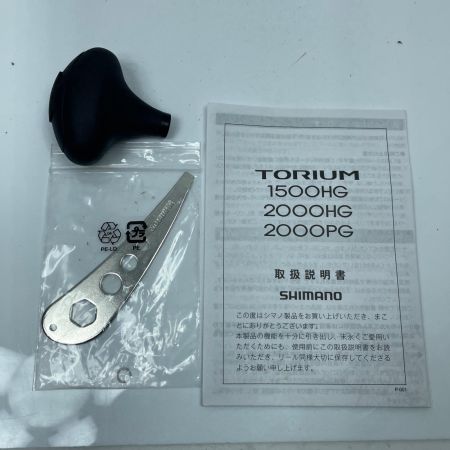 TORIUM
1500HG
2000HG
2000PG
取扱説明書
SHIMANO
この度はシマノ製品をお買い上げいただき、まこ
とにありがとうございます。
本製品の機能を十分に引き出し、末永くご愛用い
ただくためにも、使用前にこの取扱説明書をお読
みいただき、リール同様大切に保存してくださる
ようお願い申し上げます。
P-001
PE-LD
プラ
PE
SHIMANO